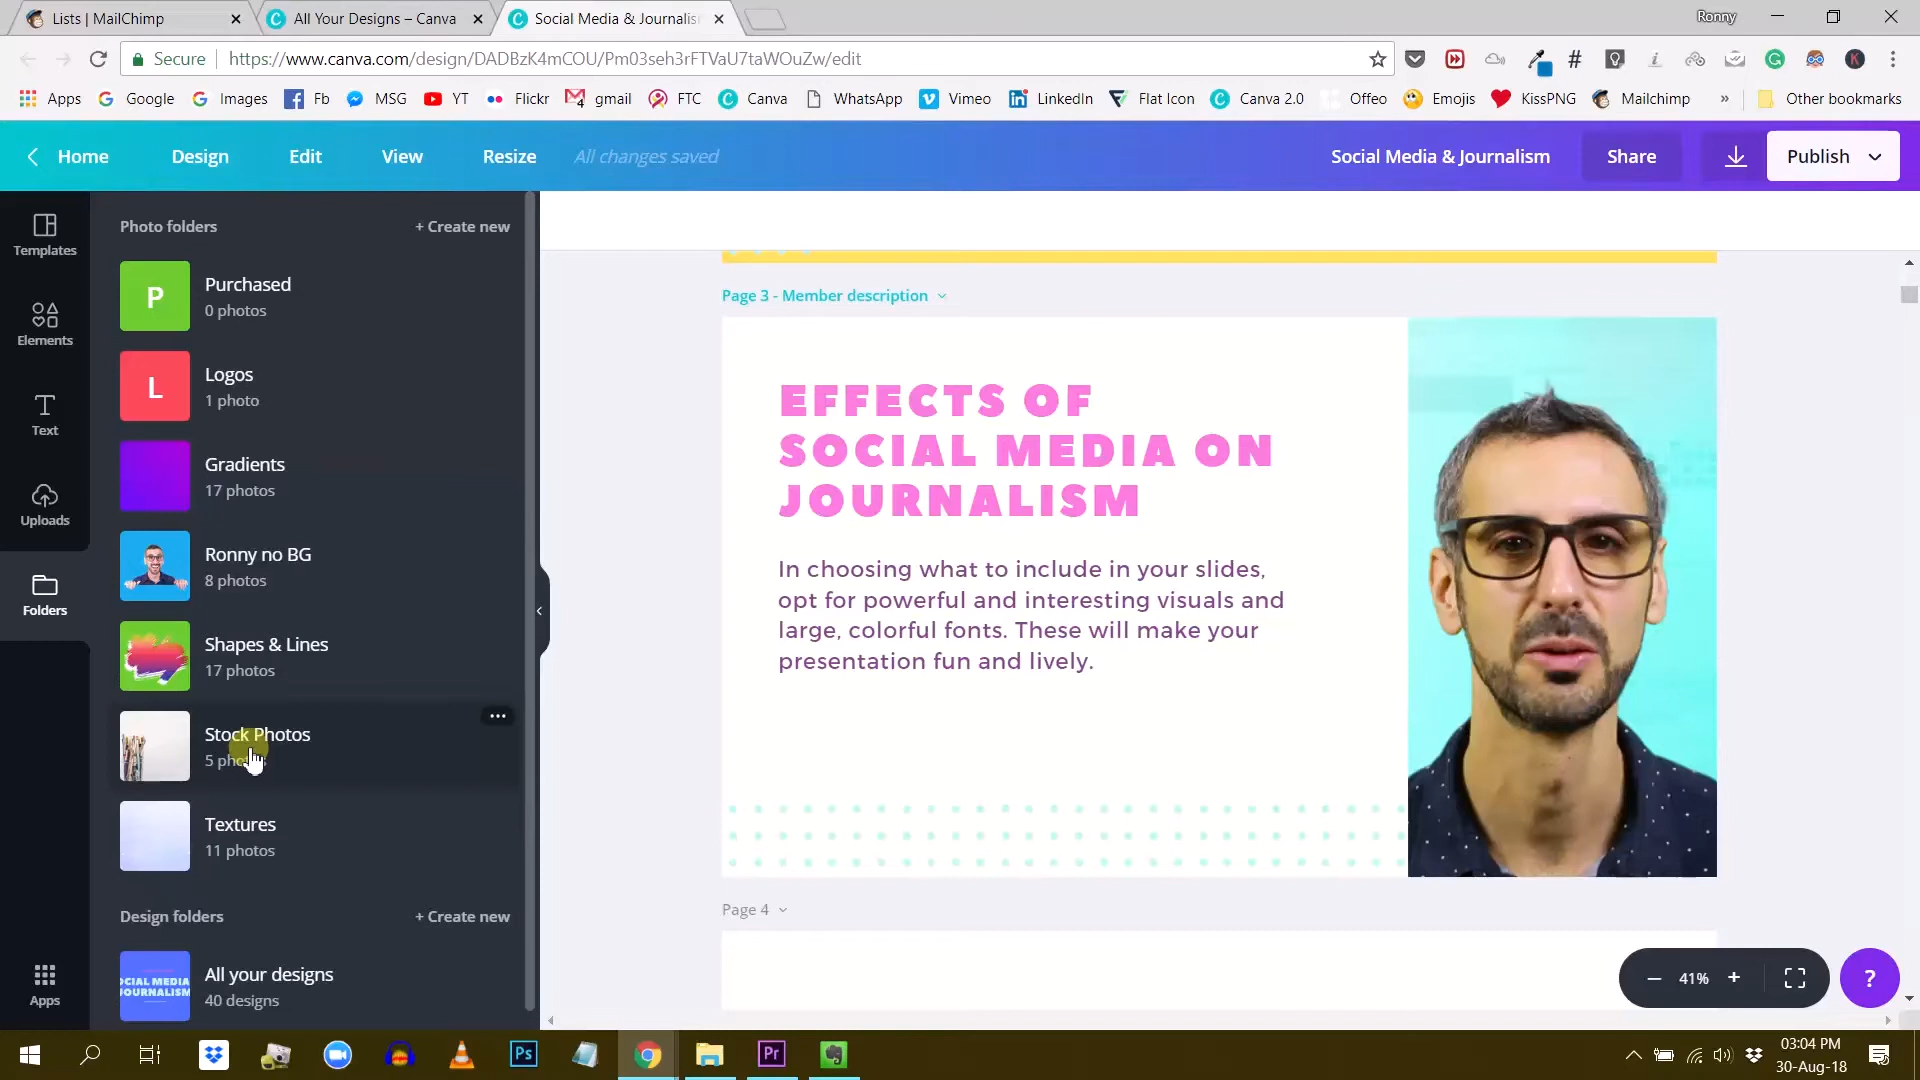 Lists | MailChimp
All Your Designs – Canva
Social Media & Journalis
Ronny
Secure
https://www.canva.com/design/DADBzK4mCOU/Pm03seh3rFTVaU7taWOuZw/edit
Apps
Google
Images
Fb
MSG
YT
Flickr
gmail
FTC
Canva
WhatsApp
Vimeo
LinkedIn
Flat Icon
Canva 2.0
Offeo
Emojis
KissPNG
Mailchimp
»
Other bookmarks
Home
Design
Edit
View
Resize
All changes saved
Social Media & Journalism
Share
Publish
Templates
Elements
Text
Uploads
Folders
Apps
Photo folders
+ Create new
P
Purchased
0 photos
L
Logos
1 photo
Gradients
17 photos
Ronny no BG
8 photos
Shapes & Lines
17 photos
Stock Photos
5 photos
Textures
11 photos
Design folders
+ Create new
All your designs
40 designs
Page 3 - Member description
EFFECTS OF
SOCIAL MEDIA ON
JOURNALISM
In choosing what to include in your slides,
opt for powerful and interesting visuals and
large, colorful fonts. These will make your
presentation fun and lively.
Page 4
41%
?
Ps
Pr
03:04 PM
30-Aug-18